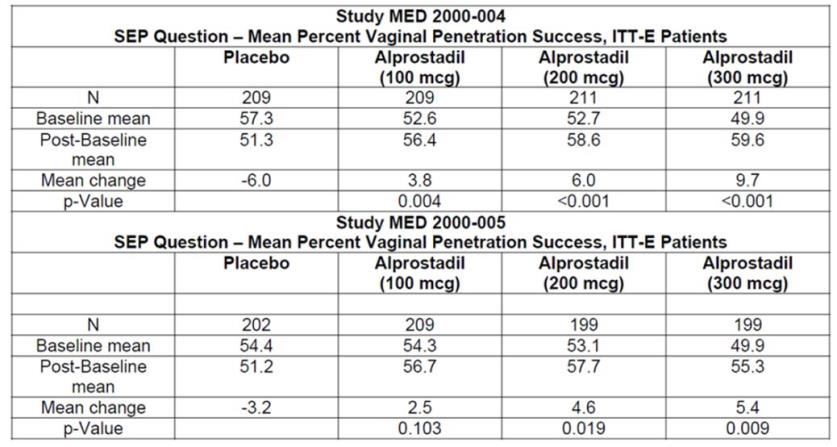 Study MED 2000-004
SEP Question – Mean Percent Vaginal Penetration Success, ITT-E Patients
Placebo Alprostadil (100 mcg) Alprostadil (200 mcg) Alprostadil (300 mcg)
N 209 209 211 211
Baseline mean 57.3 52.6 52.7 49.9
Post-Baseline mean 51.3 56.4 58.6 59.6
Mean change -6.0 3.8 6.0 9.7
p-Value 0.004 <0.001 <0.001
Study MED 2000-005
SEP Question – Mean Percent Vaginal Penetration Success, ITT-E Patients
Placebo Alprostadil (100 mcg) Alprostadil (200 mcg) Alprostadil (300 mcg)
N 202 209 199 199
Baseline mean 54.4 54.3 53.1 49.9
Post-Baseline mean 51.2 56.7 57.7 55.3
Mean change -3.2 2.5 4.6 5.4
p-Value 0.103 0.019 0.009